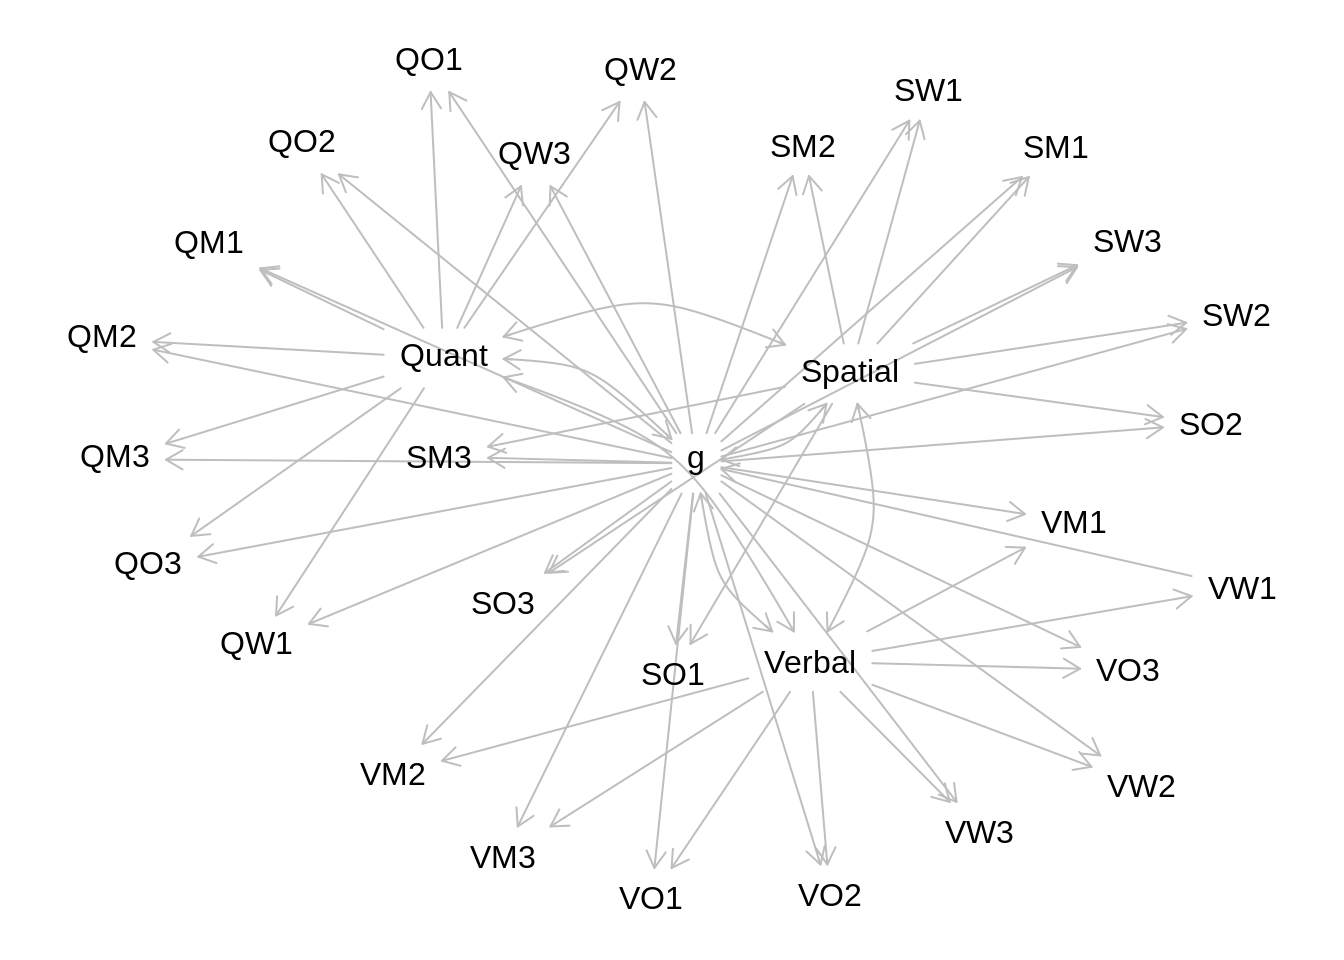 QO1
QW2
SW1
QO2
QW3
SM2
SM1
QM1
SW3
QM2
SW2
Quant
Spatial
SO2
QM3
SM3
g
VM1
QO3
VW1
SO3
QW1
SO1
Verbal
VO3
VM2
VW2
VW3
VM3
VO1
VO2